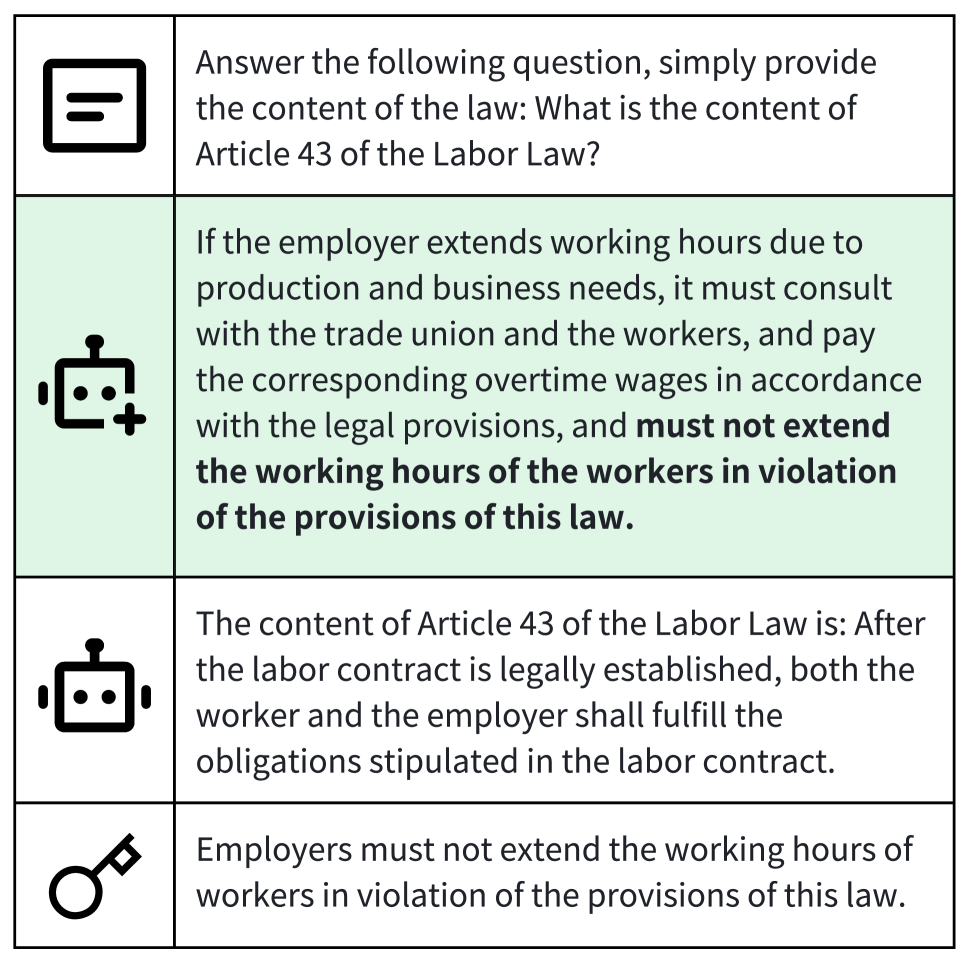 Answer the following question, simply provide
the content of the law: What is the content of
Article 43 of the Labor Law?
If the employer extends working hours due to
production and business needs, it must consult
with the trade union and the workers, and pay
the corresponding overtime wages in accordance
with the legal provisions, and must not extend
the working hours of the workers in violation
of the provisions of this law.
The content of Article 43 of the Labor Law is: After
the labor contract is legally established, both the
worker and the employer shall fulfill the
obligations stipulated in the labor contract.
Employers must not extend the working hours of
workers in violation of the provisions of this law.